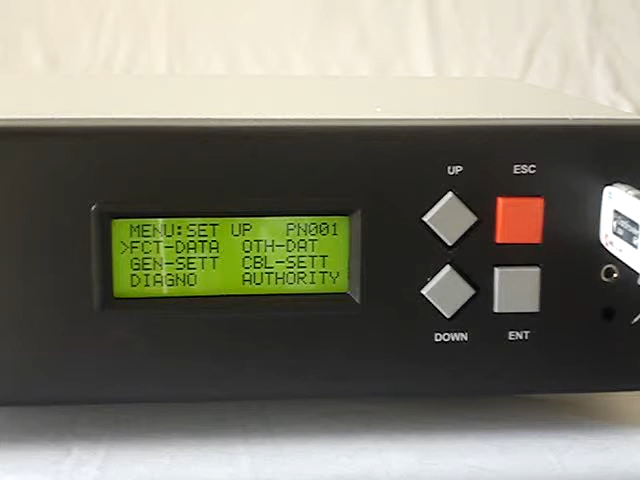 UP ESC
MENU:SET UP PN001
>FCT-DATA OTH-DAT
GEN-SETT CBL-SETT
DIAGNO AUTHORITY
DOWN ENT